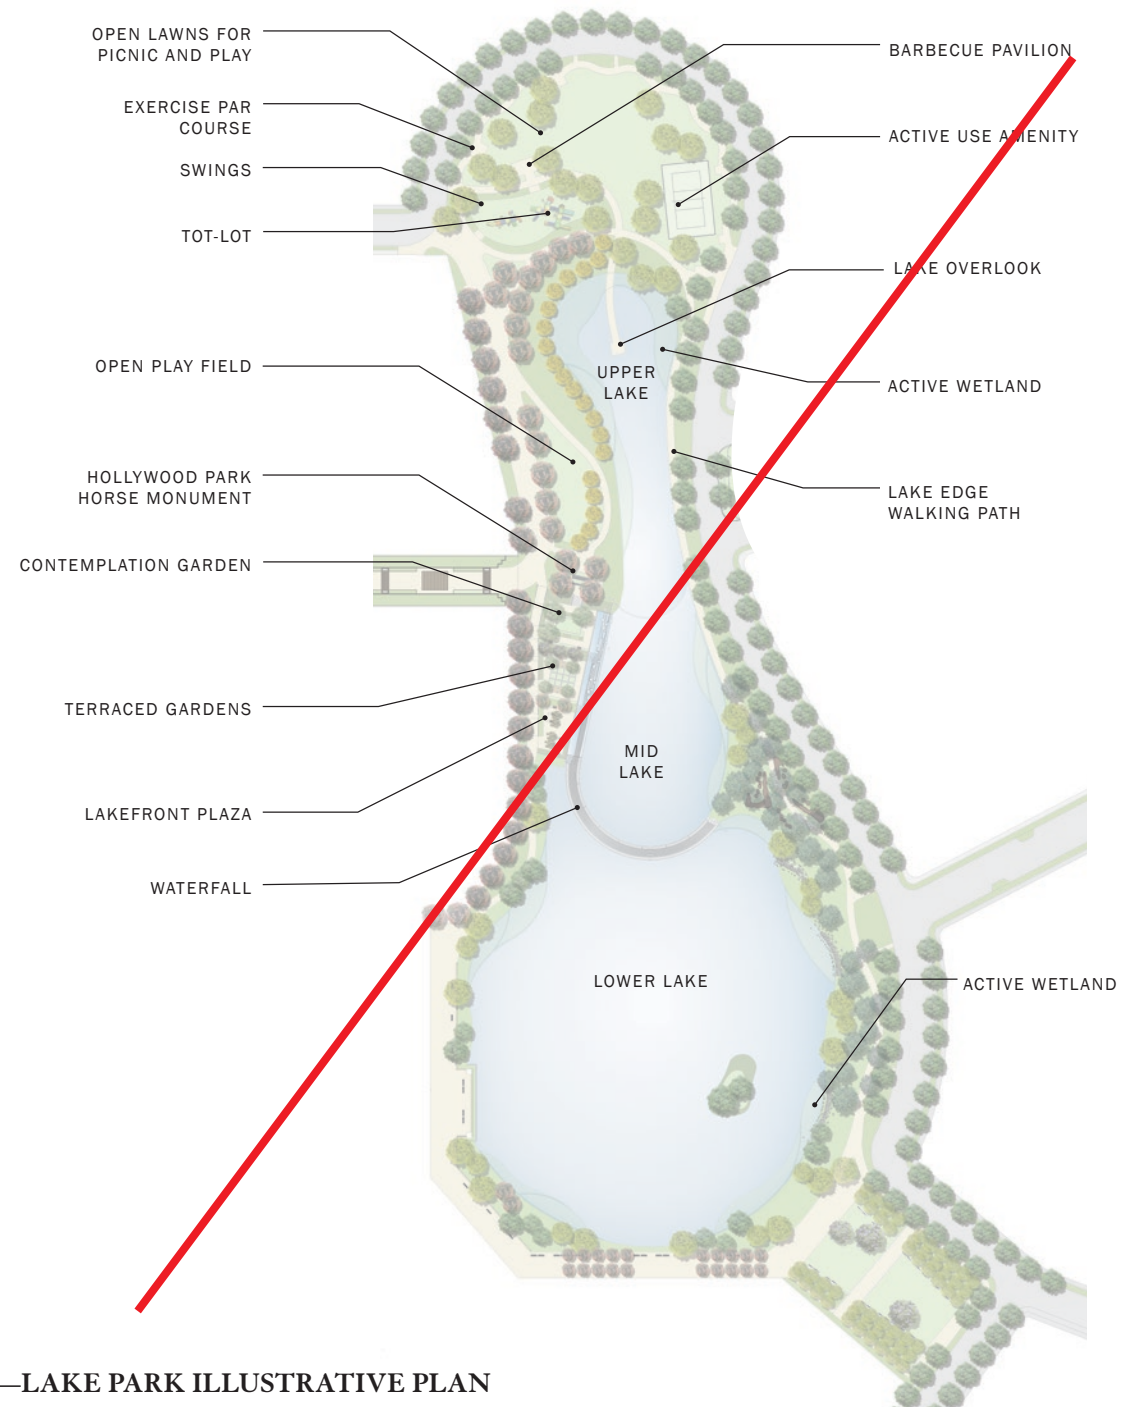 OPEN LAWNS FOR
PICNIC AND PLAY
EXERCISE PAR
COURSE
SWINGS
TOT-LOT
OPEN PLAY FIELD
HOLLYWOOD PARK
HORSE MONUMENT
CONTEMPLATION GARDEN
TERRACED GARDENS
LAKEFRONT PLAZA
WATERFALL
BARBECUE PAVILION
ACTIVE USE AMENITY
LAKE OVERLOOK
ACTIVE WETLAND
LAKE EDGE
WALKING PATH
UPPER
LAKE
MID
LAKE
LOWER LAKE
ACTIVE WETLAND
—LAKE PARK ILLUSTRATIVE PLAN